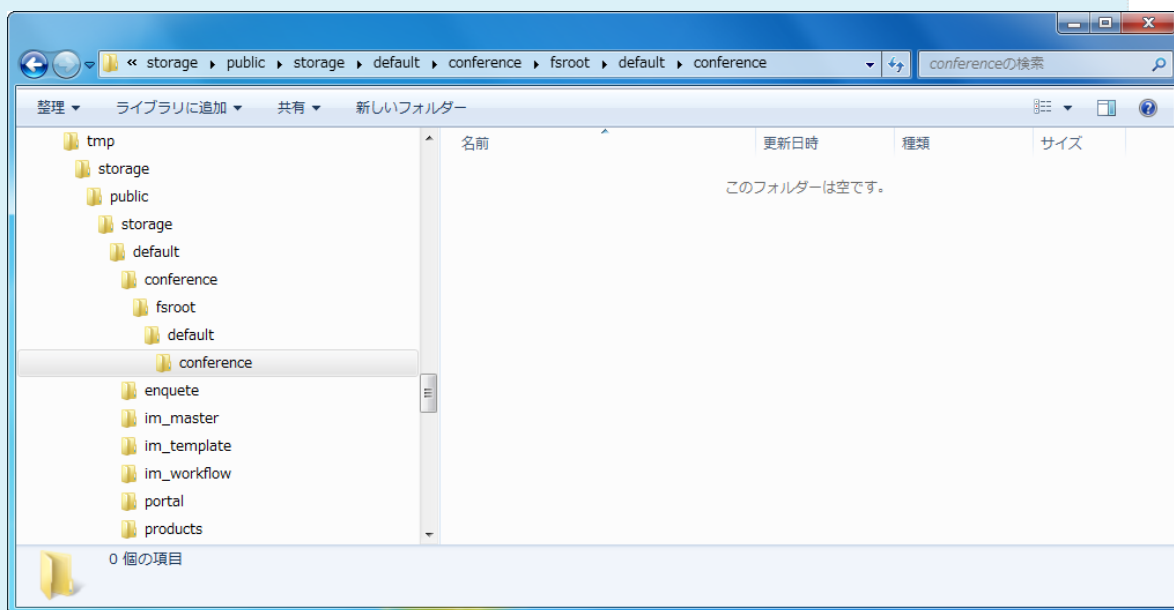 « storage ▸ public ▸ storage ▸ default ▸ conference ▸ fsroot ▸ default ▸ conference
conferenceの検索
整理 ライブラリに追加 共有 新しいフォルダー
tmp
storage
public
storage
default
conference
fsroot
default
conference
enquete
im_master
im_template
im_workflow
portal
products
名前 更新日時 種類 サイズ
このフォルダーは空です。
0 個の項目